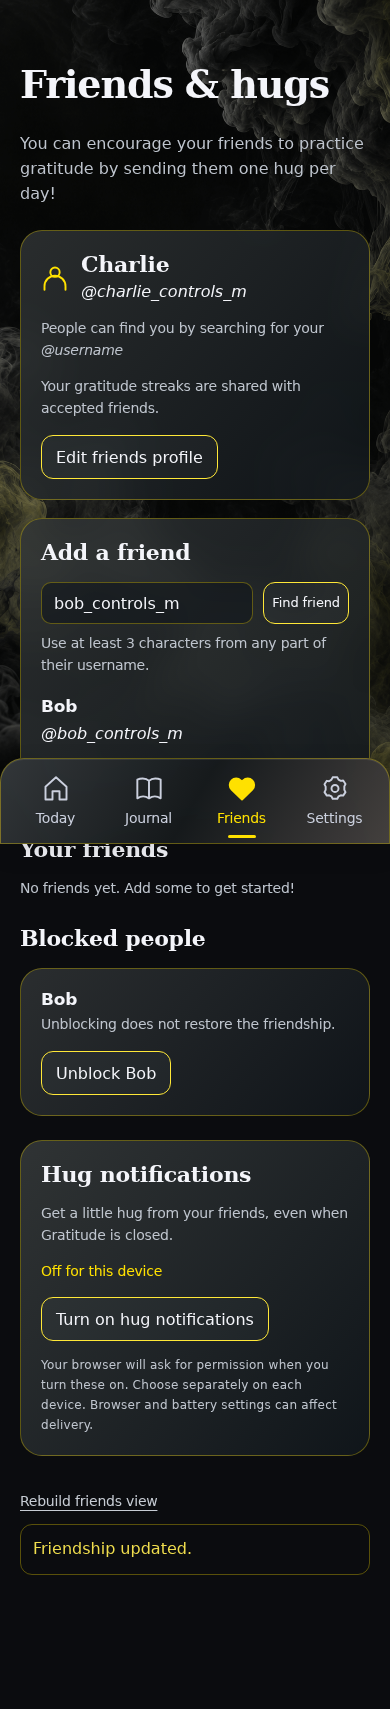 Friends & hugs
You can encourage your friends to practice
gratitude by sending them one hug per
day!
Charlie
@charlie_controls_m
People can find you by searching for your
@username
Your gratitude streaks are shared with
accepted friends.
Edit friends profile
Add a friend
bob_controls_m
Find friend
Use at least 3 characters from any part of
their username.
Bob
@bob_controls_m
Today
Journal
Friends
Settings
Your friends
No friends yet. Add some to get started!
Blocked people
Bob
Unblocking does not restore the friendship.
Unblock Bob
Hug notifications
Get a little hug from your friends, even when
Gratitude is closed.
Off for this device
Turn on hug notifications
Your browser will ask for permission when you
turn these on. Choose separately on each
device. Browser and battery settings can affect
delivery.
Rebuild friends view
Friendship updated.